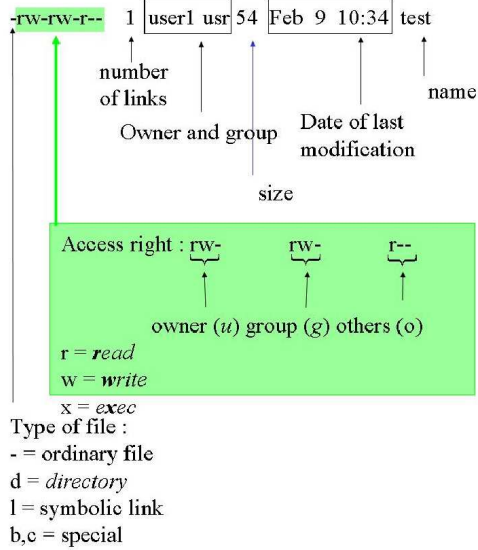 -rw-rw-r-- 1 user1 usr 54 Feb 9 10:34 test
number
of links
name
Owner and group
Date of last
modification
size
Access right : rw- rw- r--
owner (u) group (g) others (o)
r = read
w = write
x = exec
Type of file :
- = ordinary file
d = directory
l = symbolic link
b,c = special